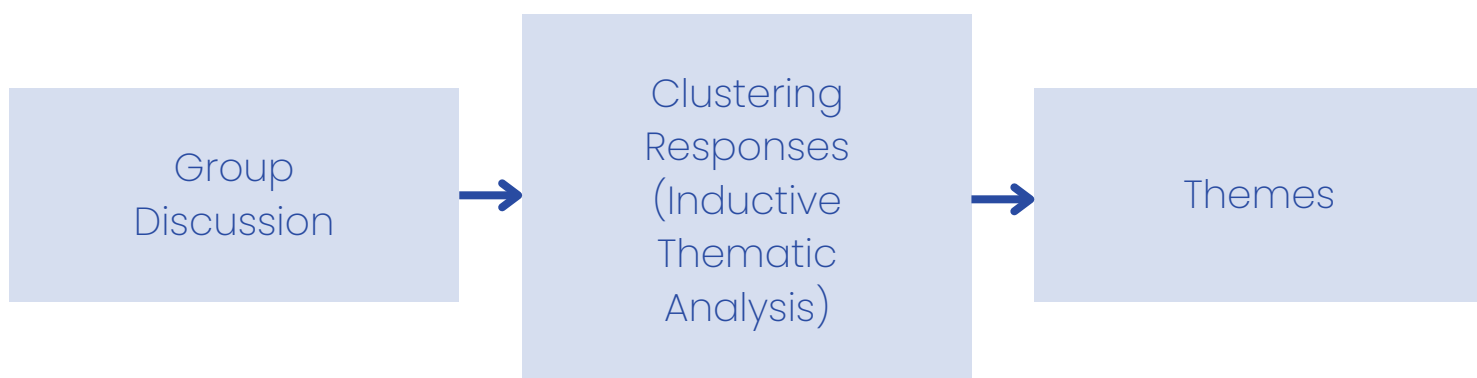 Group
Discussion
Clustering
Responses
(Inductive
Thematic
Analysis)
Themes